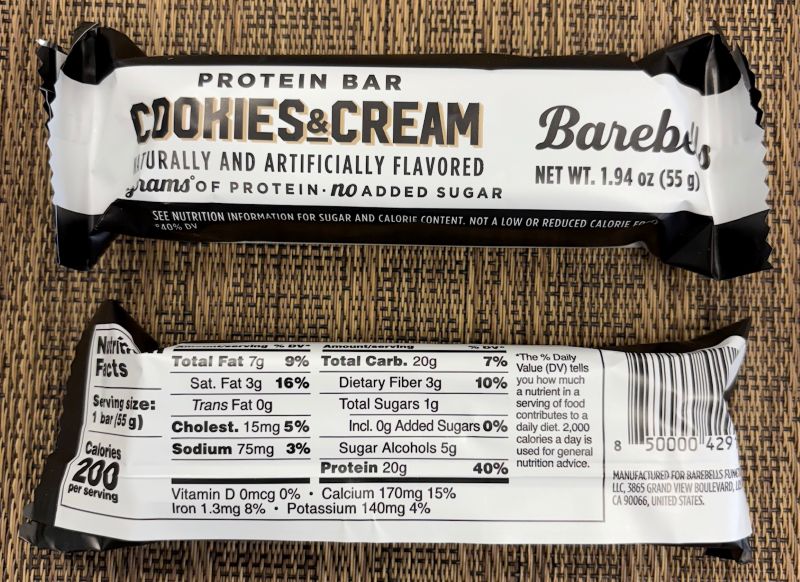 PROTEIN BAR
COOKIES&CREAM
NATURALLY AND ARTIFICIALLY FLAVORED
grams° OF PROTEIN · no ADDED SUGAR
Barebells
NET WT. 1.94 oz (55 g)
SEE NUTRITION INFORMATION FOR SUGAR AND CALORIE CONTENT. NOT A LOW OR REDUCED CALORIE
°40% DV
Nutrition
Facts
Serving size:
1 bar (55 g)
Calories
200
per serving
Amount/serving % DV*
Total Fat 7g 9%
Sat. Fat 3g 16%
Trans Fat 0g
Cholest. 15mg 5%
Sodium 75mg 3%
Amount/serving % DV*
Total Carb. 20g 7%
Dietary Fiber 3g 10%
Total Sugars 1g
Incl. 0g Added Sugars 0%
Sugar Alcohols 5g
Protein 20g 40%
Vitamin D 0mcg 0% • Calcium 170mg 15%
Iron 1.3mg 8% • Potassium 140mg 4%
*The % Daily
Value (DV) tells
you how much
a nutrient in a
serving of food
contributes to a
daily diet. 2,000
calories a day is
used for general
nutrition advice.
8 50000 429
MANUFACTURED FOR BAREBELLS
LLC, 3865 GRAND VIEW BOULEVARD,
CA 90066, UNITED STATES.